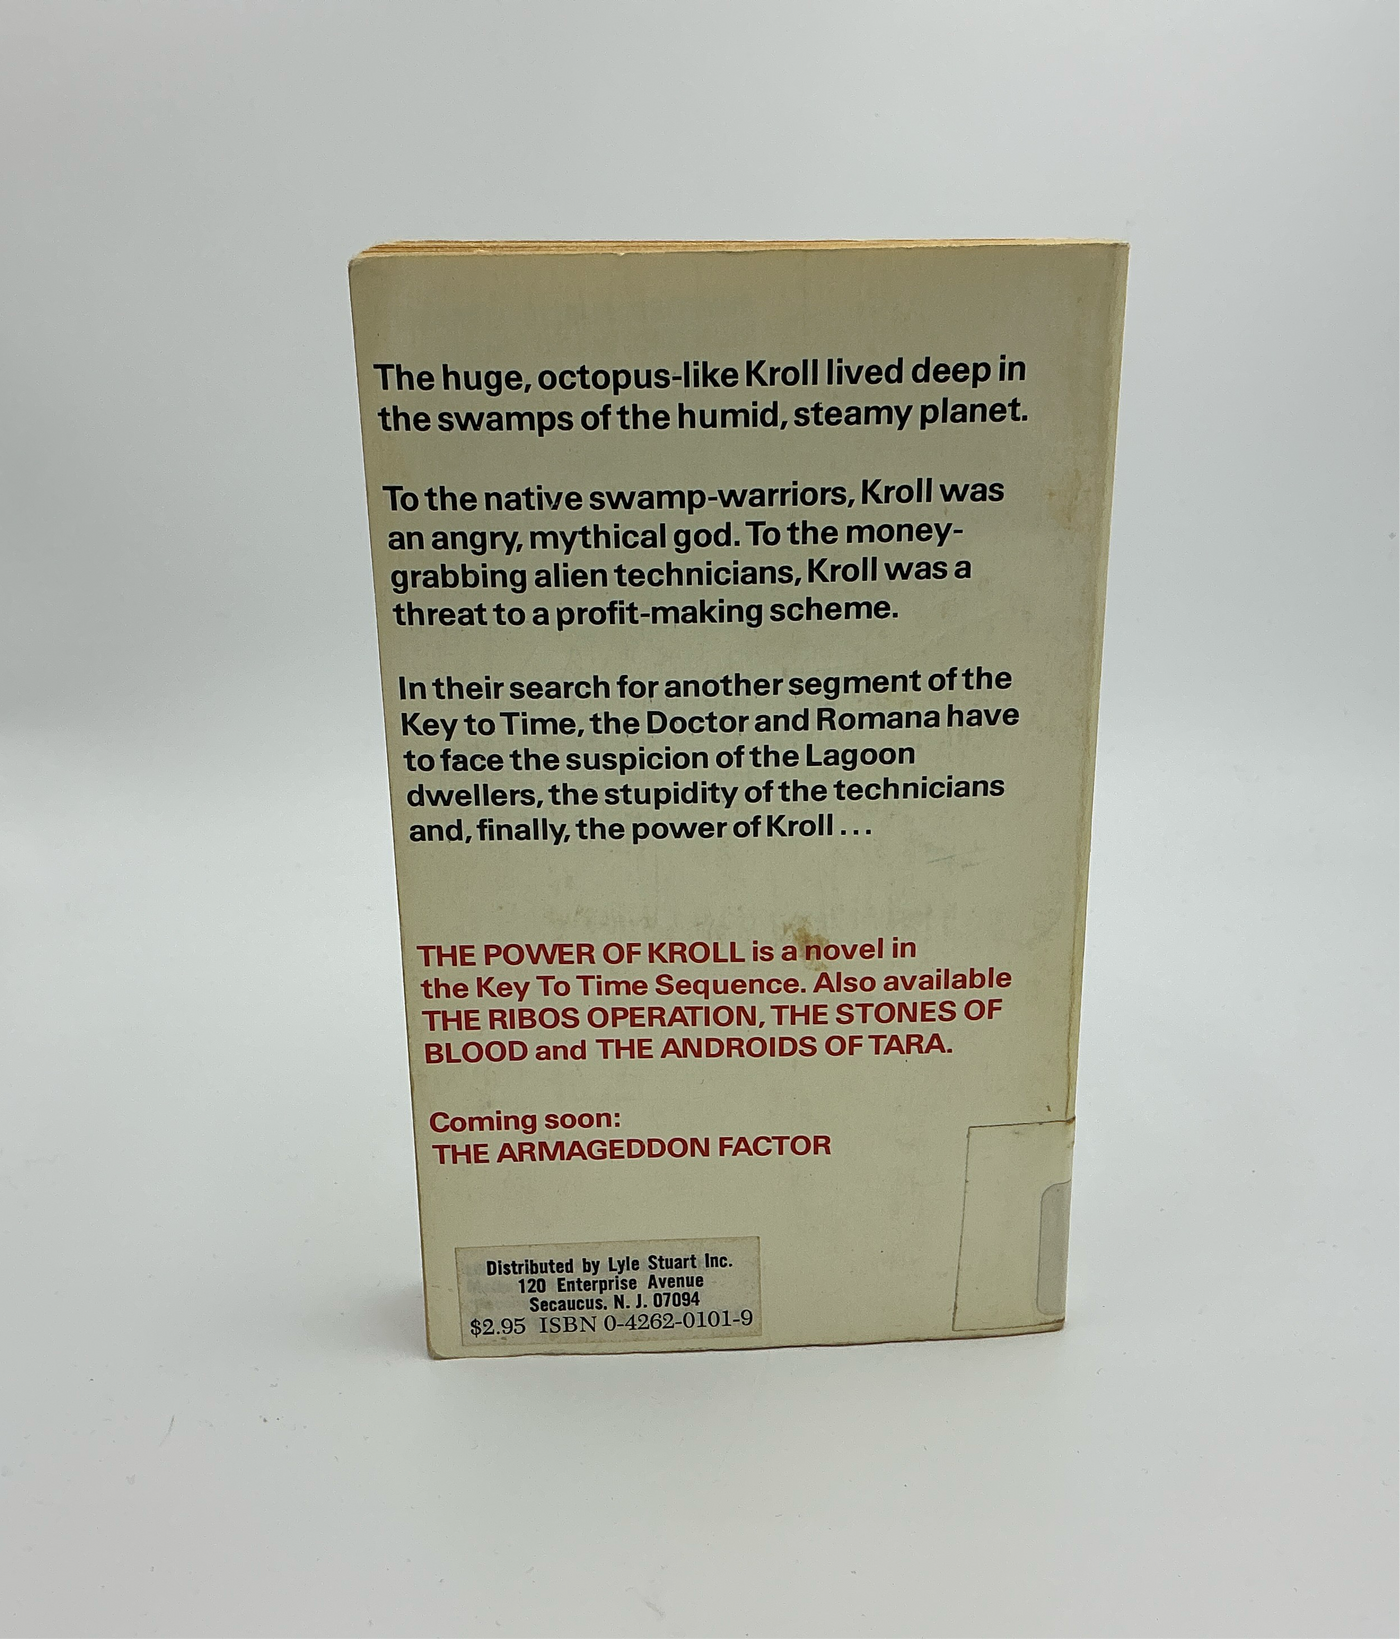 The huge, octopus-like Kroll lived deep in
the swamps of the humid, steamy planet.
To the native swamp-warriors, Kroll was
an angry, mythical god. To the money-
grabbing alien technicians, Kroll was a
threat to a profit-making scheme.
In their search for another segment of the
Key to Time, the Doctor and Romana have
to face the suspicion of the Lagoon
dwellers, the stupidity of the technicians
and, finally, the power of Kroll . . .
THE POWER OF KROLL is a novel in
the Key To Time Sequence. Also available
THE RIBOS OPERATION, THE STONES OF
BLOOD and THE ANDROIDS OF TARA.
Coming soon:
THE ARMAGEDDON FACTOR
Distributed by Lyle Stuart Inc.
120 Enterprise Avenue
Secaucus, N. J. 07094
$2.95 ISBN 0-4262-0101-9